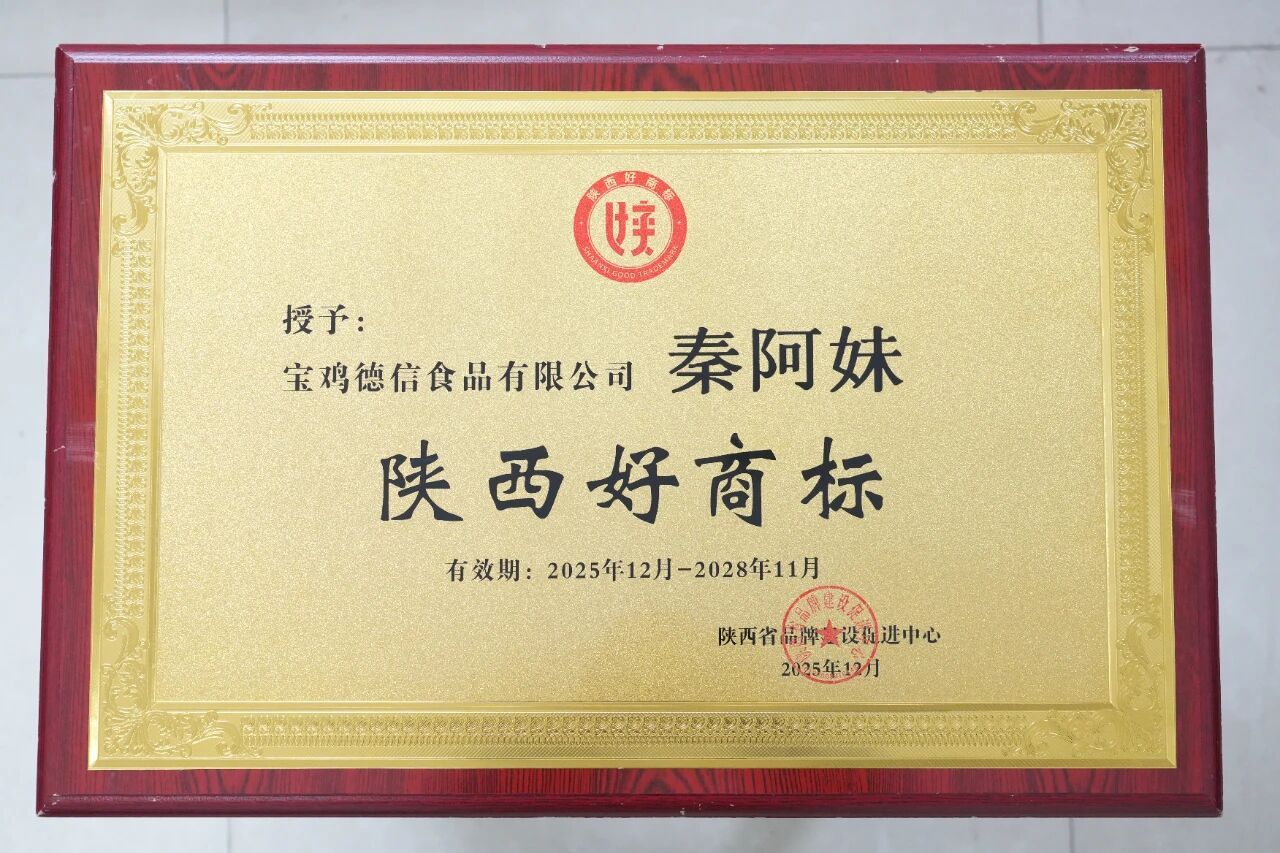 陕西好商标
SHAANXI GOOD TRADEMARK
授予：
宝鸡德信食品有限公司 秦阿妹
陕西好商标
有效期：2025年12月-2028年11月
陕西省品牌建设促进中心
2025年12月